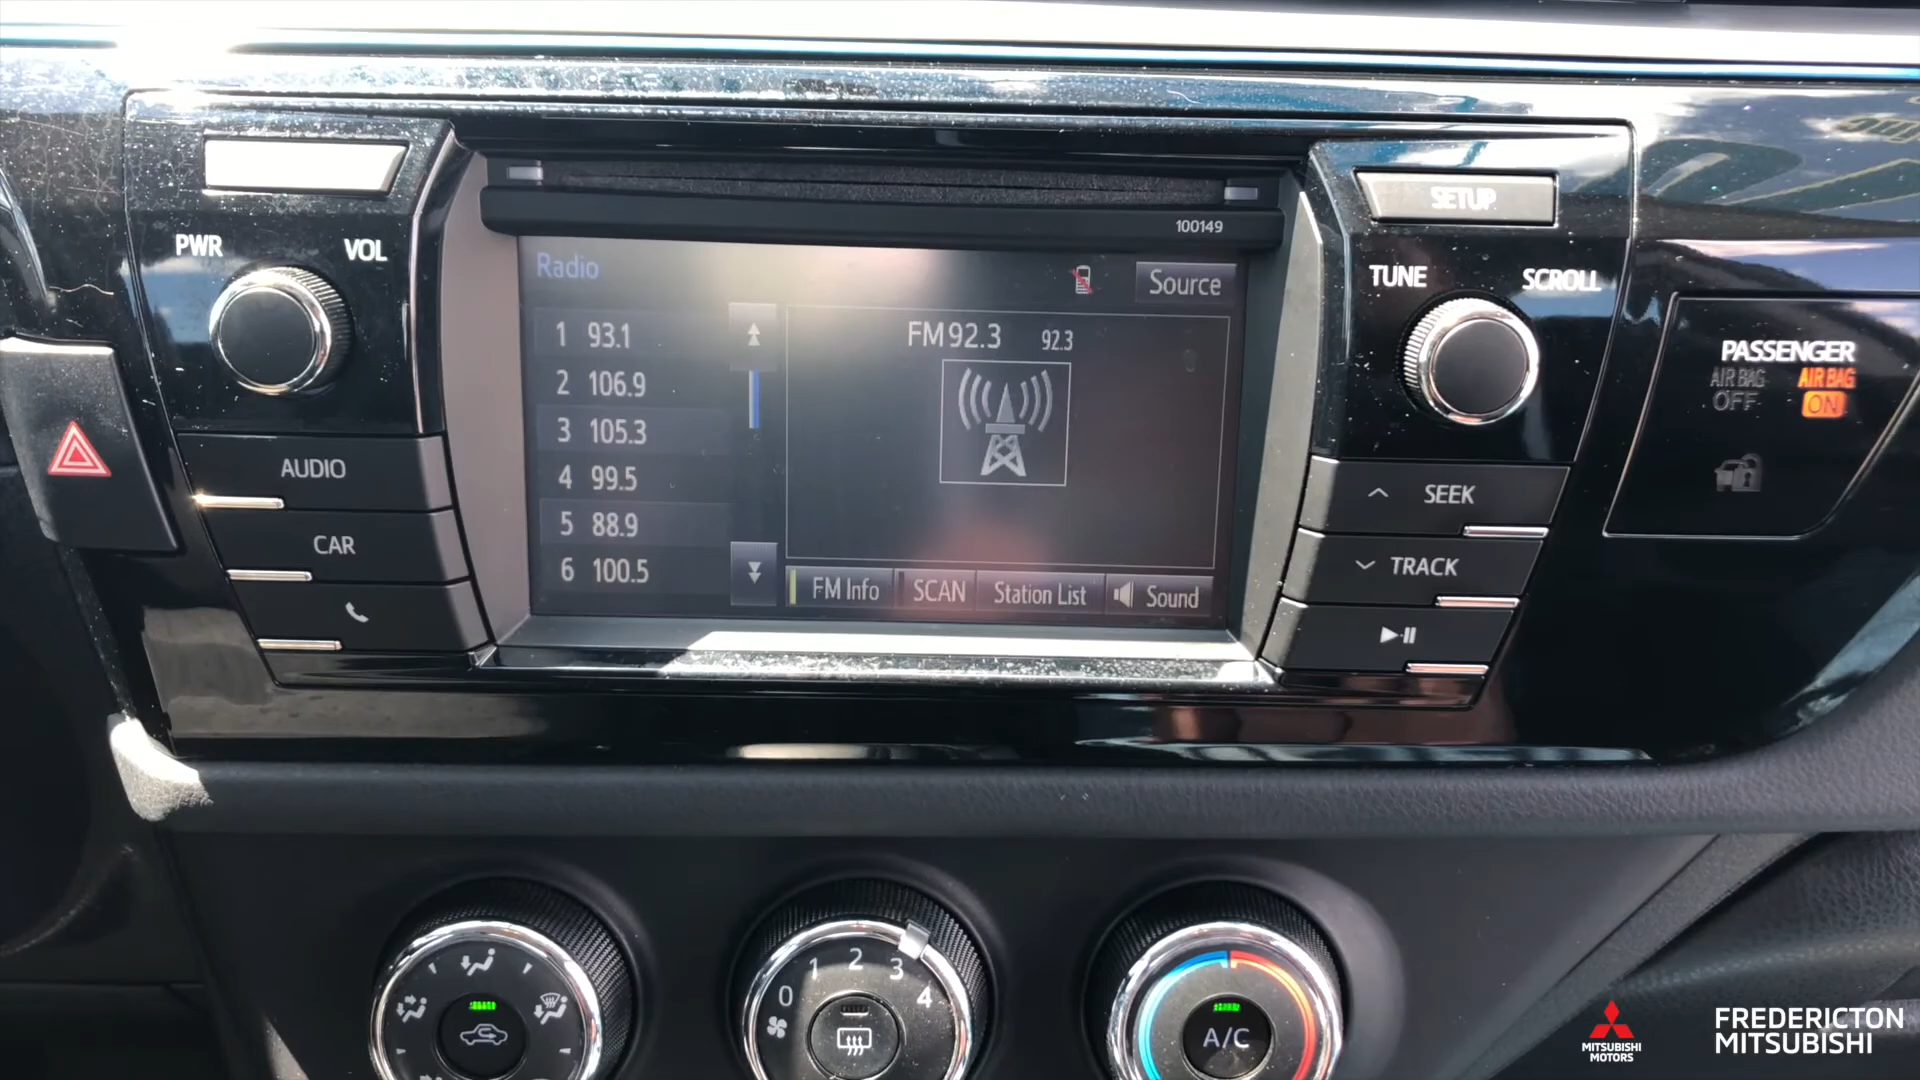 SETUP
100149
PWR VOL
Radio
Source
TUNE SCROLL
1 93.1
2 106.9
3 105.3
4 99.5
5 88.9
6 100.5
FM 92.3 92.3
PASSENGER
AIR BAG OFF
AIR BAG ON
AUDIO
CAR
SEEK
TRACK
FM Info SCAN Station List Sound
0 1 2 3 4
A/C
MITSUBISHI
MOTORS
FREDERICTON
MITSUBISHI